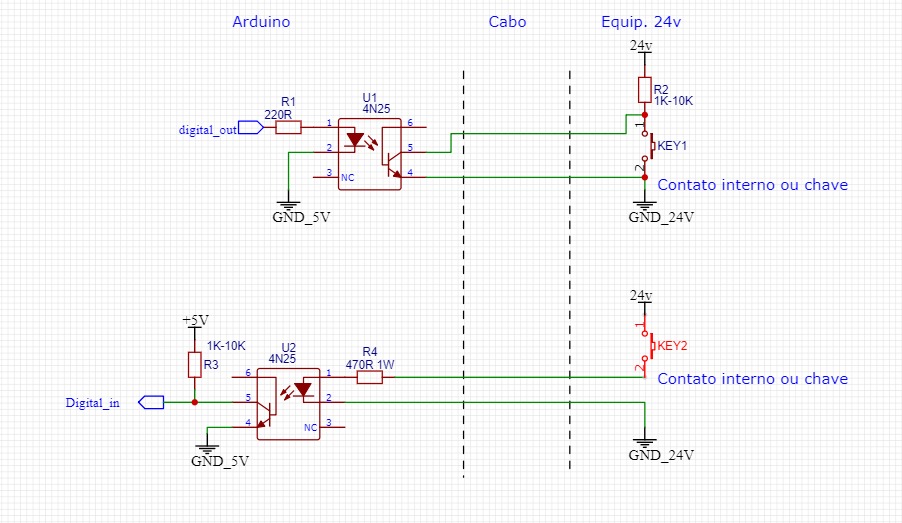 Arduino
Cabo
Equip. 24v
24v
R1
220R
U1
4N25
R2
1K-10K
digital_out
1
2
3
NC
6
5
4
1
KEY1
2
Contato interno ou chave
GND_5V
GND_24V
24v
+5V
1K-10K
R3
U2
4N25
R4
470R 1W
1
KEY2
2
Contato interno ou chave
Digital_in
6
5
4
1
2
3
NC
GND_5V
GND_24V